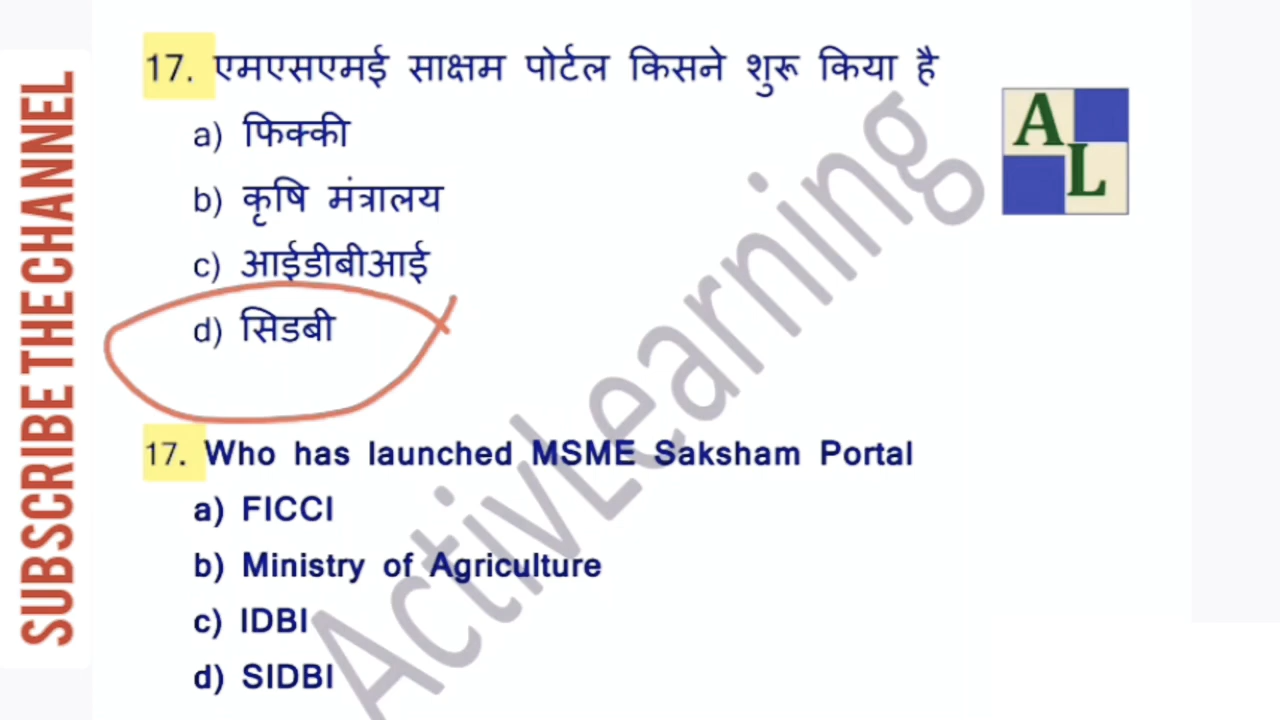 SUBSCRIBE THE CHANNEL
17. एमएसएमई साक्षम पोर्टल किसने शुरू किया है
a) फिक्की
b) कृषि मंत्रालय
c) आईडीबीआई
d) सिडबी
17. Who has launched MSME Saksham Portal
a) FICCI
b) Ministry of Agriculture
c) IDBI
d) SIDBI
ActivLearning
A
L